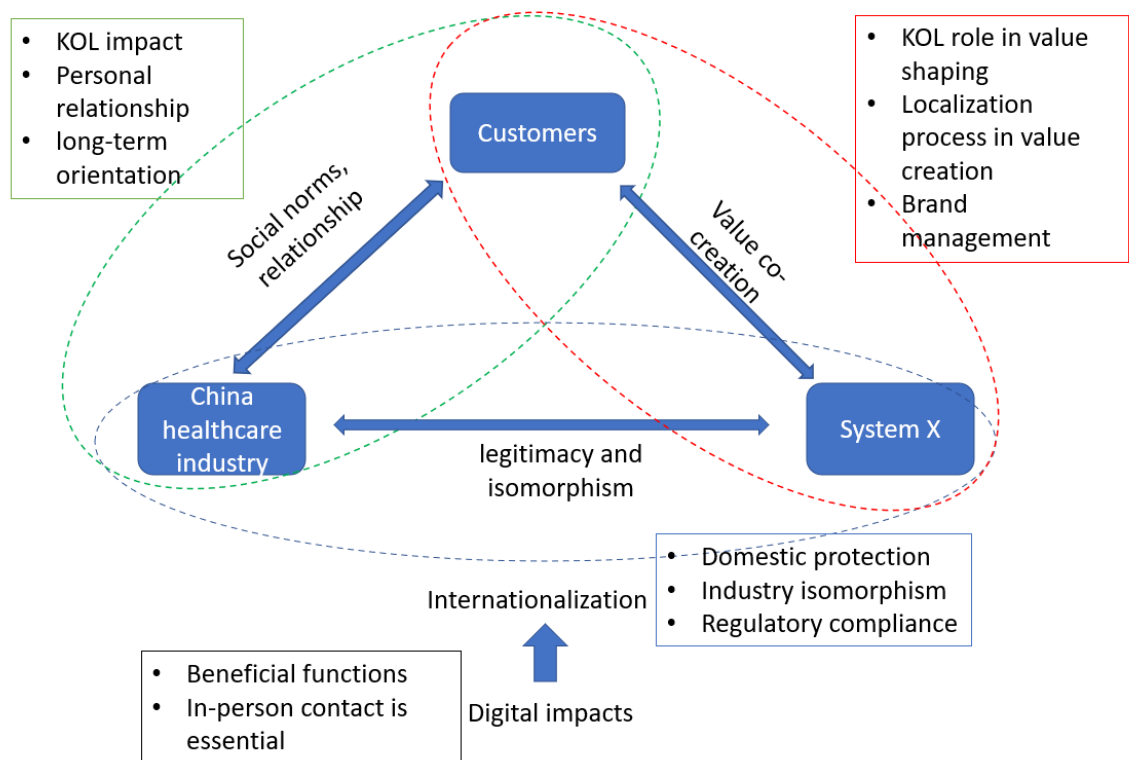 • KOL impact
• Personal
relationship
• long-term
orientation
• KOL role in value
shaping
• Localization
process in value
creation
• Brand
management
Customers
Social norms,
relationship
Value co-
creation
China
healthcare
industry
System X
legitimacy and
isomorphism
• Domestic protection
• Industry isomorphism
• Regulatory compliance
Internationalization
• Beneficial functions
• In-person contact is
essential
Digital impacts